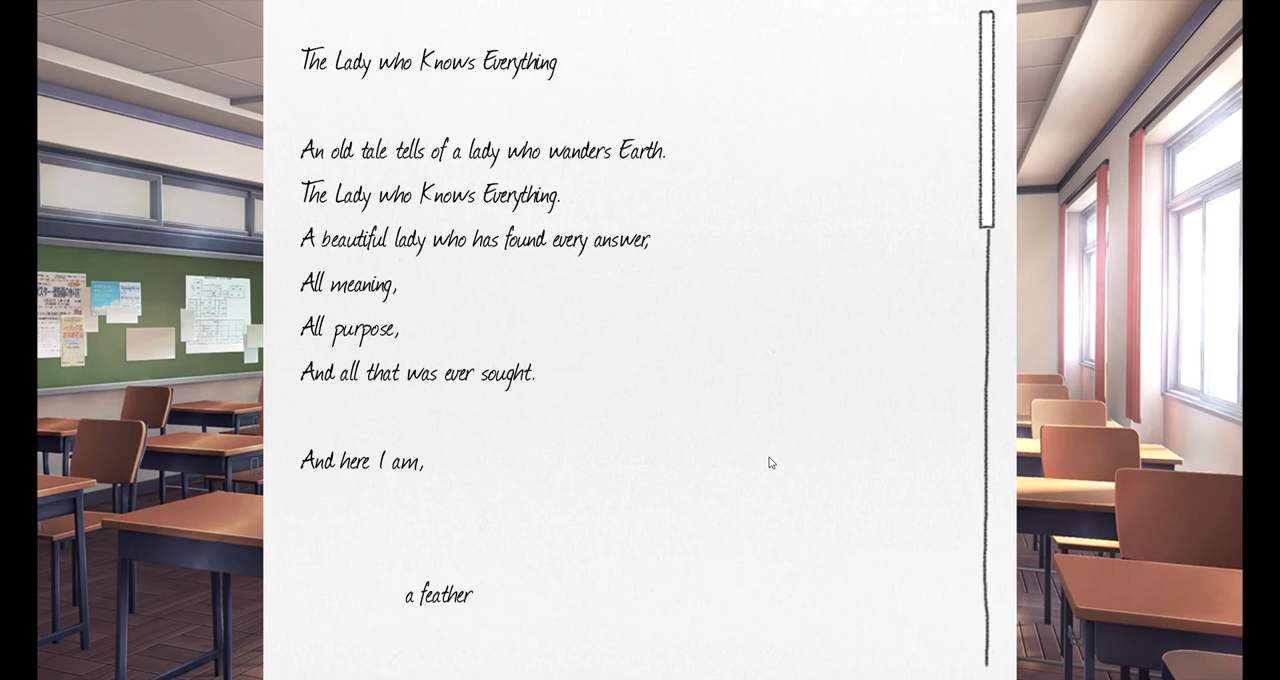 The Lady who Knows Everything
An old tale tells of a lady who wanders Earth.
The Lady who Knows Everything.
A beautiful lady who has found every answer,
All meaning,
All purpose,
And all that was ever sought.
And here I am,
a feather